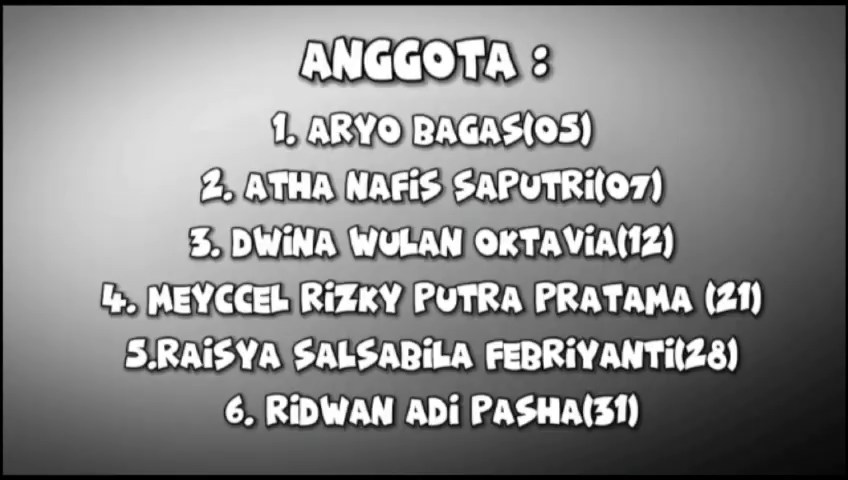 ANGGOTA :
1. ARYO BAGAS(05)
2. ATHA NAFiS SAPUTRi(07)
3. DWiNA WULAN OKTAViA(12)
4. MEYCCEL RiZKY PUTRA PRATAMA (21)
5.RAiSYA SALSABiLA FEBRiYANTi(28)
6. RiDWAN ADi PASHA(31)